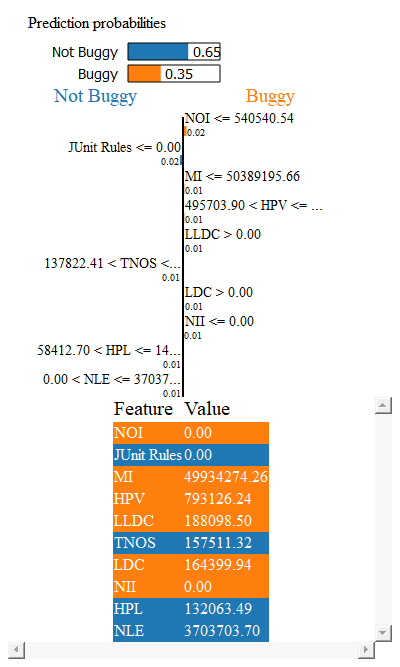 Prediction probabilities
Not Buggy 0.65
Buggy 0.35
Not Buggy Buggy
NOI <= 540540.54
0.02
JUnit Rules <= 0.00
0.02
MI <= 50389195.66
0.01
495703.90 < HPV <= ...
0.01
LLDC > 0.00
0.01
137822.41 < TNOS <...
0.01
LDC > 0.00
0.01
NII <= 0.00
0.01
58412.70 < HPL <= 14...
0.01
0.00 < NLE <= 37037...
0.01
Feature Value
NOI 0.00
JUnit Rules 0.00
MI 49934274.26
HPV 793126.24
LLDC 188098.50
TNOS 157511.32
LDC 164399.94
NII 0.00
HPL 132063.49
NLE 3703703.70